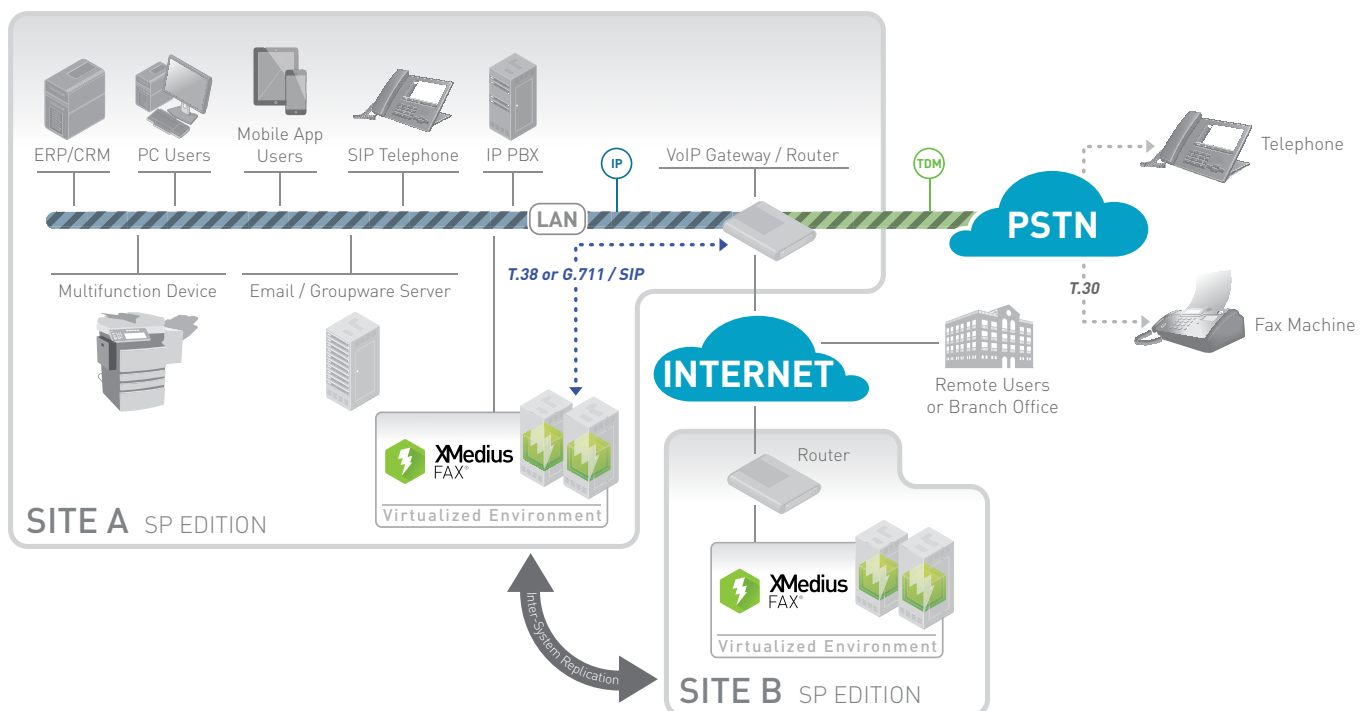 ERP/CRM
PC Users
Mobile App
Users
SIP Telephone
IP PBX
IP
VoIP Gateway / Router
TDM
Telephone
LAN
PSTN
T.38 or G.711 / SIP
T.30
Multifunction Device
Email / Groupware Server
Fax Machine
INTERNET
Remote Users
or Branch Office
XMedius
FAX®
Virtualized Environment
SITE A SP EDITION
Router
Inter-System Replication
XMedius
FAX®
Virtualized Environment
SITE B SP EDITION